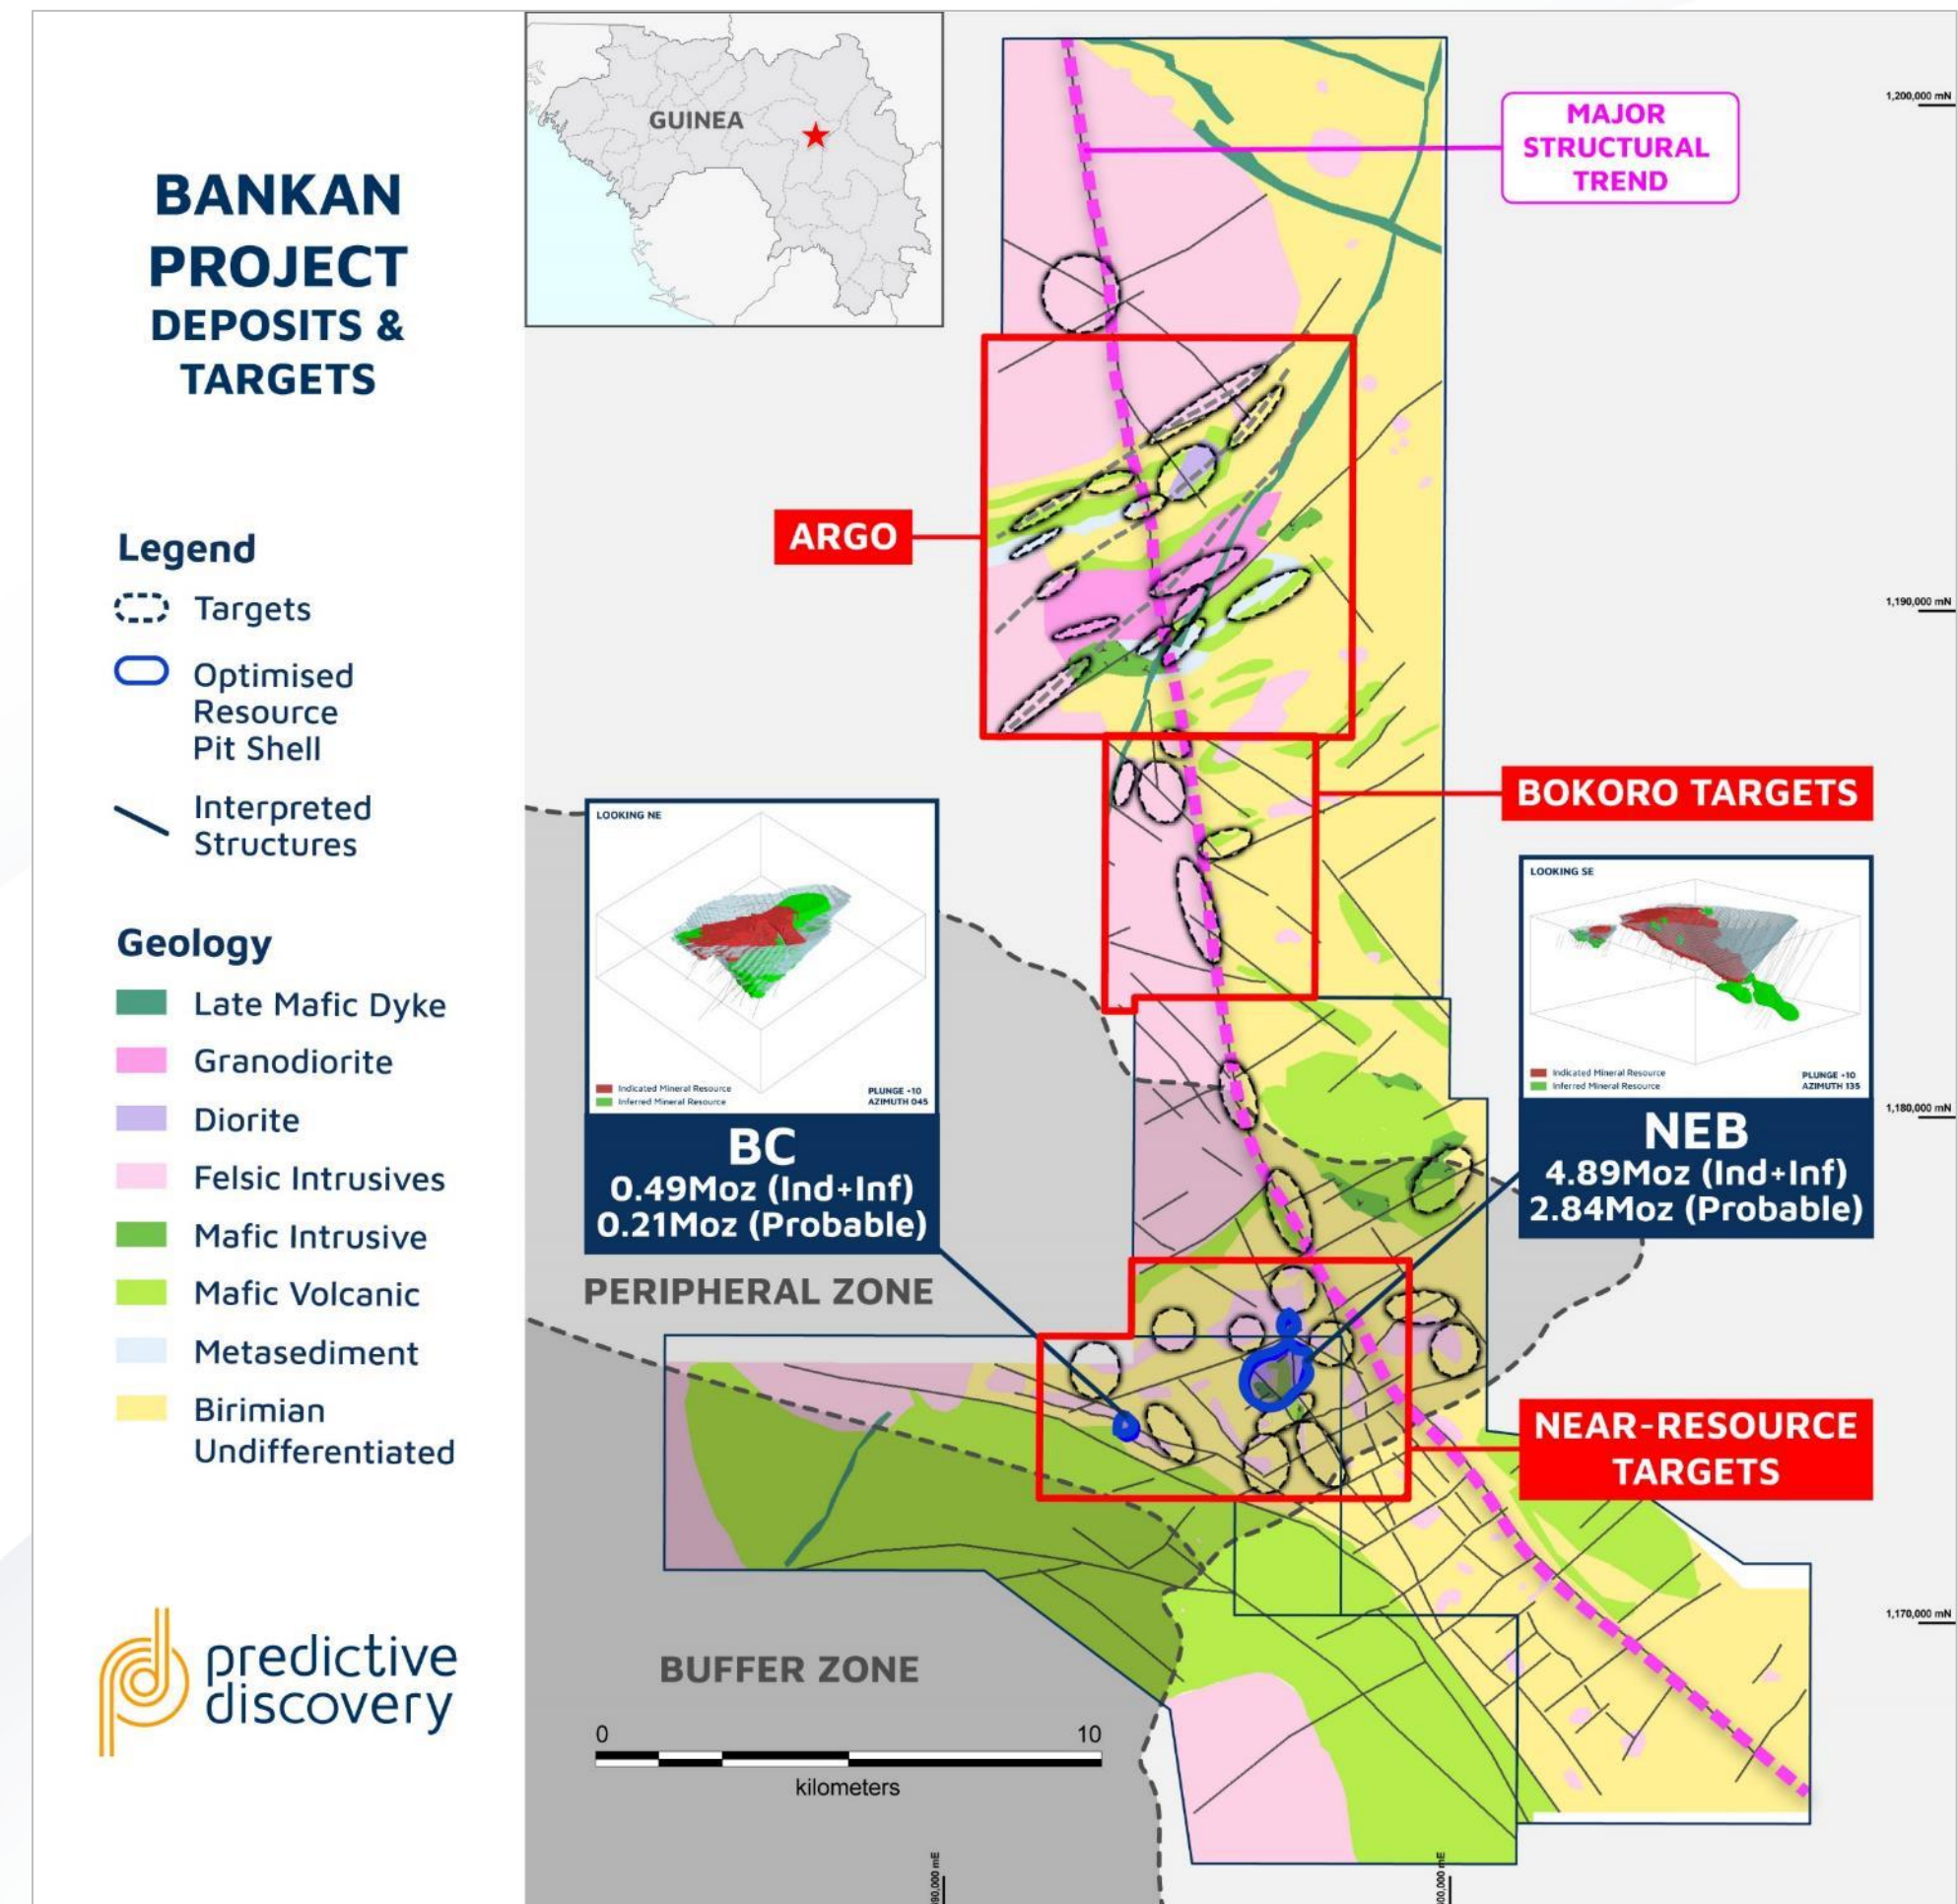 BANKAN
PROJECT
DEPOSITS &
TARGETS
Legend
Targets
Optimised
Resource
Pit Shell
Interpreted
Structures
Geology
Late Mafic Dyke
Granodiorite
Diorite
Felsic Intrusives
Mafic Intrusive
Mafic Volcanic
Metasediment
Birimian
Undifferentiated
predictive
discovery
GUINEA
MAJOR
STRUCTURAL
TREND
1,200,000 mN
ARGO
1,190,000 mN
BOKORO TARGETS
LOOKING NE
Indicated Mineral Resource
Inferred Mineral Resource
PLUNGE +10
AZIMUTH 045
BC
0.49Moz (Ind+Inf)
0.21Moz (Probable)
LOOKING SE
Indicated Mineral Resource
Inferred Mineral Resource
PLUNGE +10
AZIMUTH 135
NEB
4.89Moz (Ind+Inf)
2.84Moz (Probable)
1,180,000 mN
PERIPHERAL ZONE
NEAR-RESOURCE
TARGETS
1,170,000 mN
BUFFER ZONE
0 10
kilometers